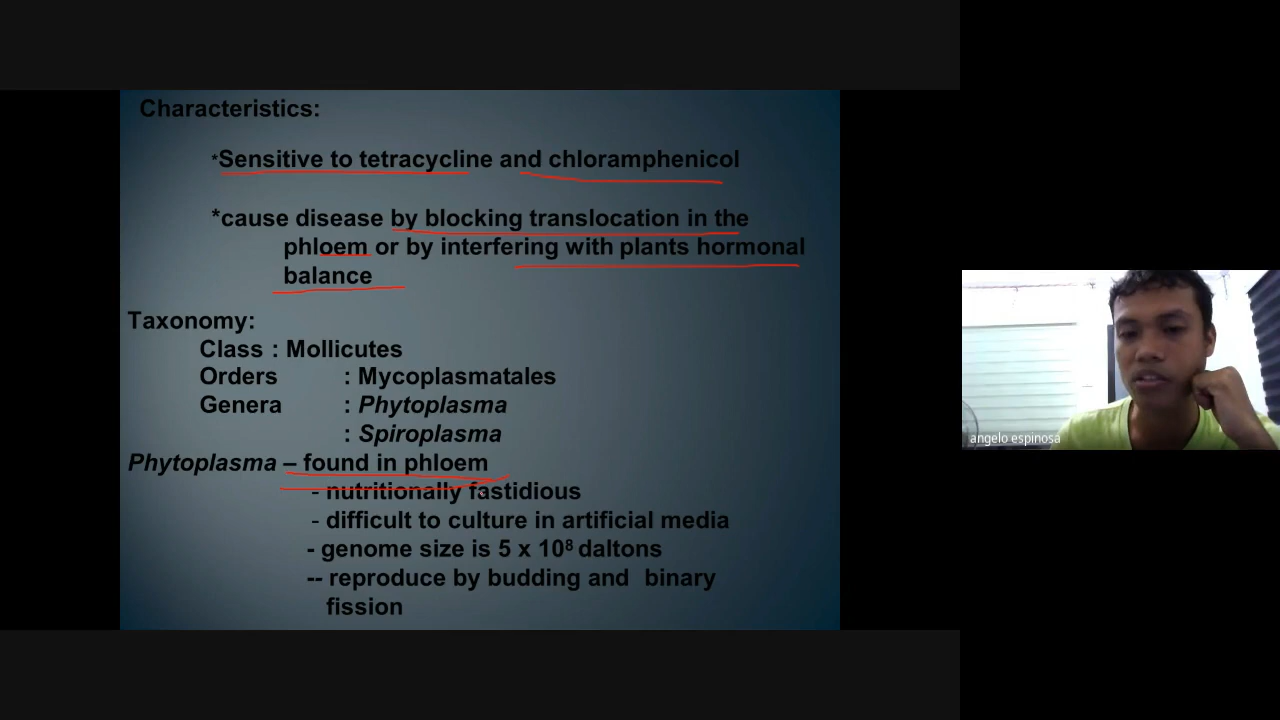 Characteristics:
*Sensitive to tetracycline and chloramphenicol
*cause disease by blocking translocation in the
phloem or by interfering with plants hormonal
balance
Taxonomy:
Class : Mollicutes
Orders : Mycoplasmatales
Genera : Phytoplasma
: Spiroplasma
Phytoplasma – found in phloem
- nutritionally fastidious
- difficult to culture in artificial media
- genome size is 5 x 10⁸ daltons
-- reproduce by budding and binary
fission
angelo espinosa